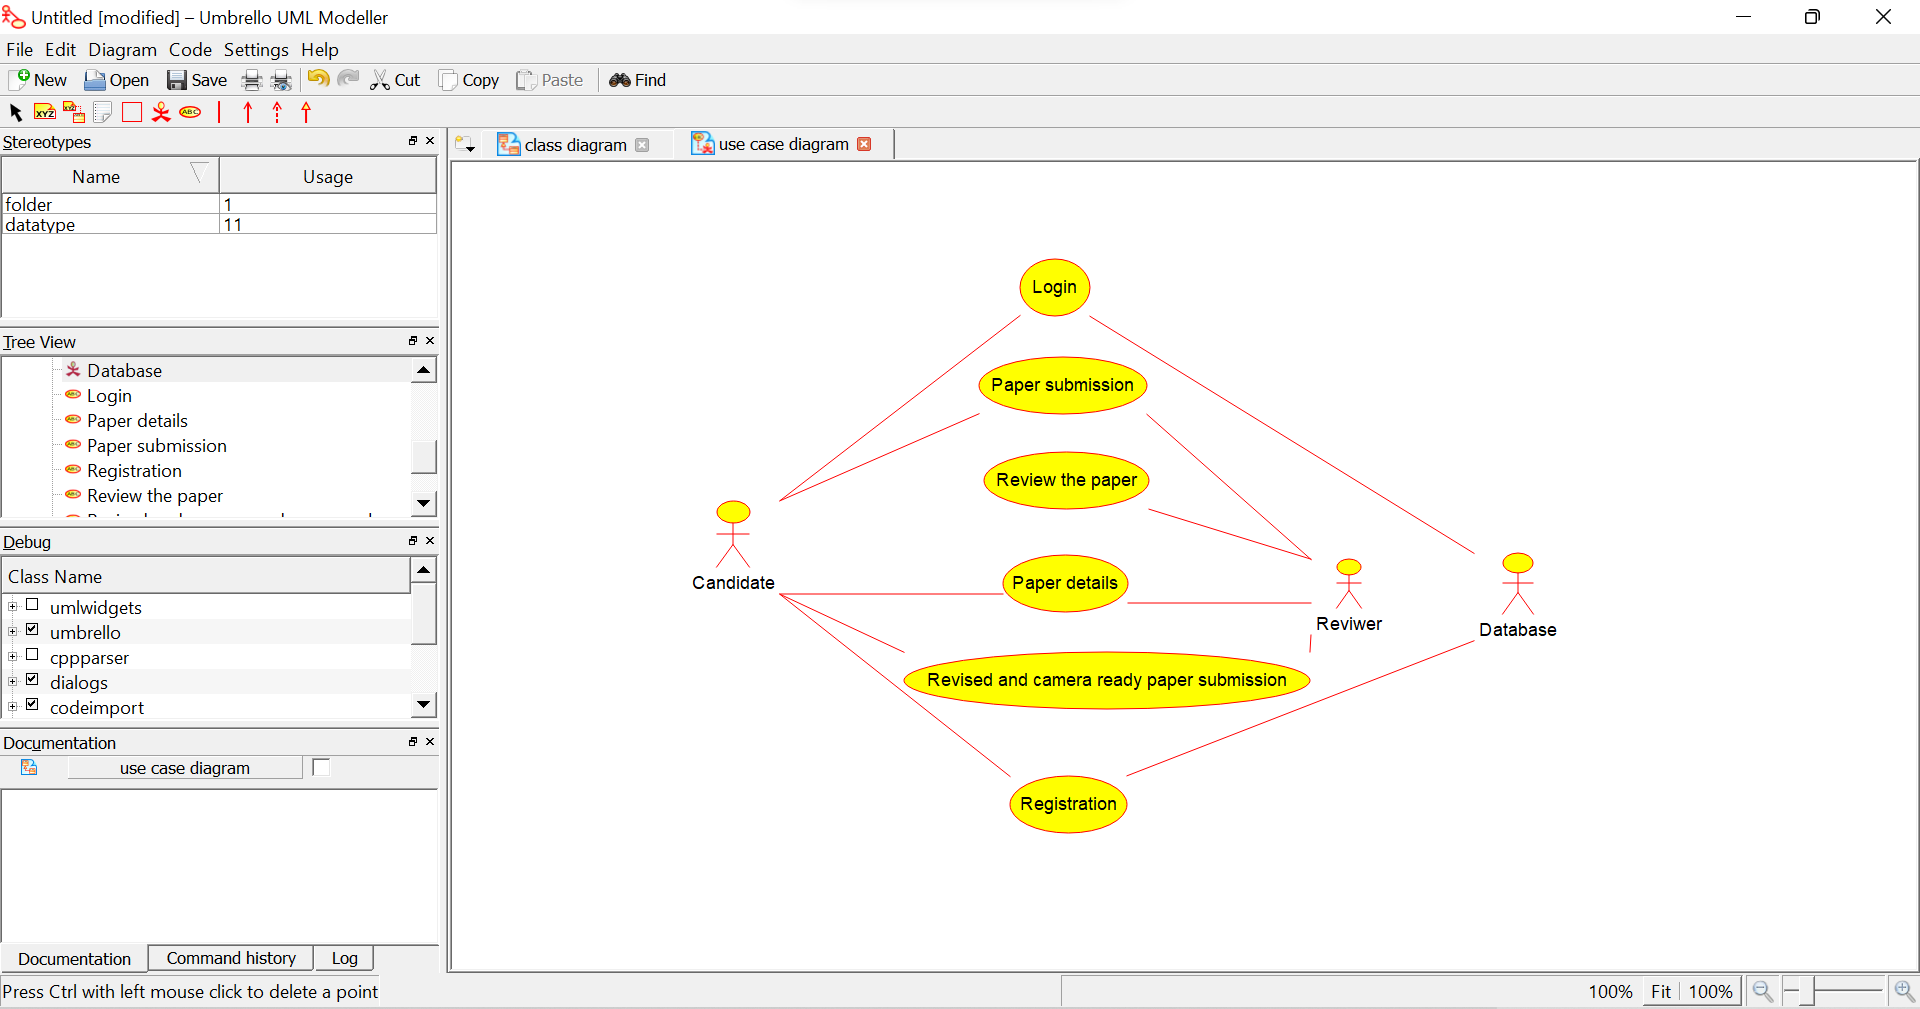 Untitled [modified] – Umbrello UML Modeller
File Edit Diagram Code Settings Help
New Open Save Cut Copy Paste Find
XYZ XYZ ABC
Stereotypes
Name Usage
folder 1
datatype 11
Tree View
Database
Login
Paper details
Paper submission
Registration
Review the paper
Debug
Class Name
umlwidgets
umbrello
cppparser
dialogs
codeimport
Documentation
use case diagram
Documentation Command history Log
Press Ctrl with left mouse click to delete a point
class diagram use case diagram
Login
Paper submission
Review the paper
Candidate
Paper details
Reviwer
Database
Revised and camera ready paper submission
Registration
100% Fit 100%